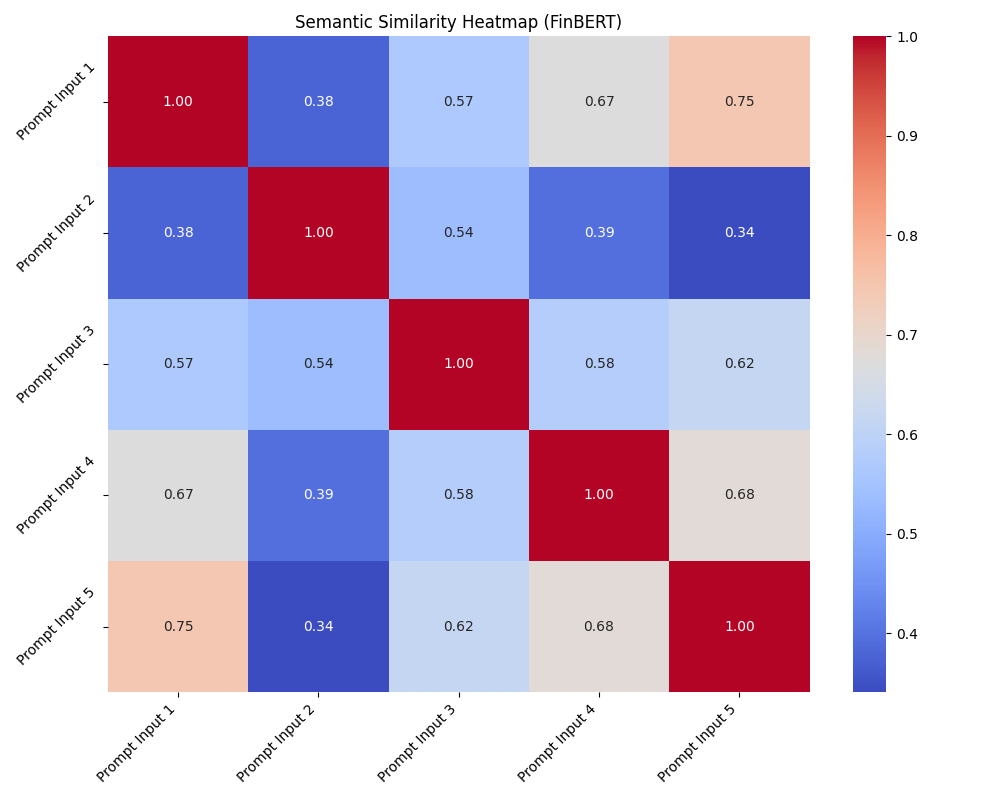 Semantic Similarity Heatmap (FinBERT)
Prompt Input 1
1.00 0.38 0.57 0.67 0.75
Prompt Input 2
0.38 1.00 0.54 0.39 0.34
Prompt Input 3
0.57 0.54 1.00 0.58 0.62
Prompt Input 4
0.67 0.39 0.58 1.00 0.68
Prompt Input 5
0.75 0.34 0.62 0.68 1.00
Prompt Input 1 Prompt Input 2 Prompt Input 3 Prompt Input 4 Prompt Input 5
1.0
0.9
0.8
0.7
0.6
0.5
0.4